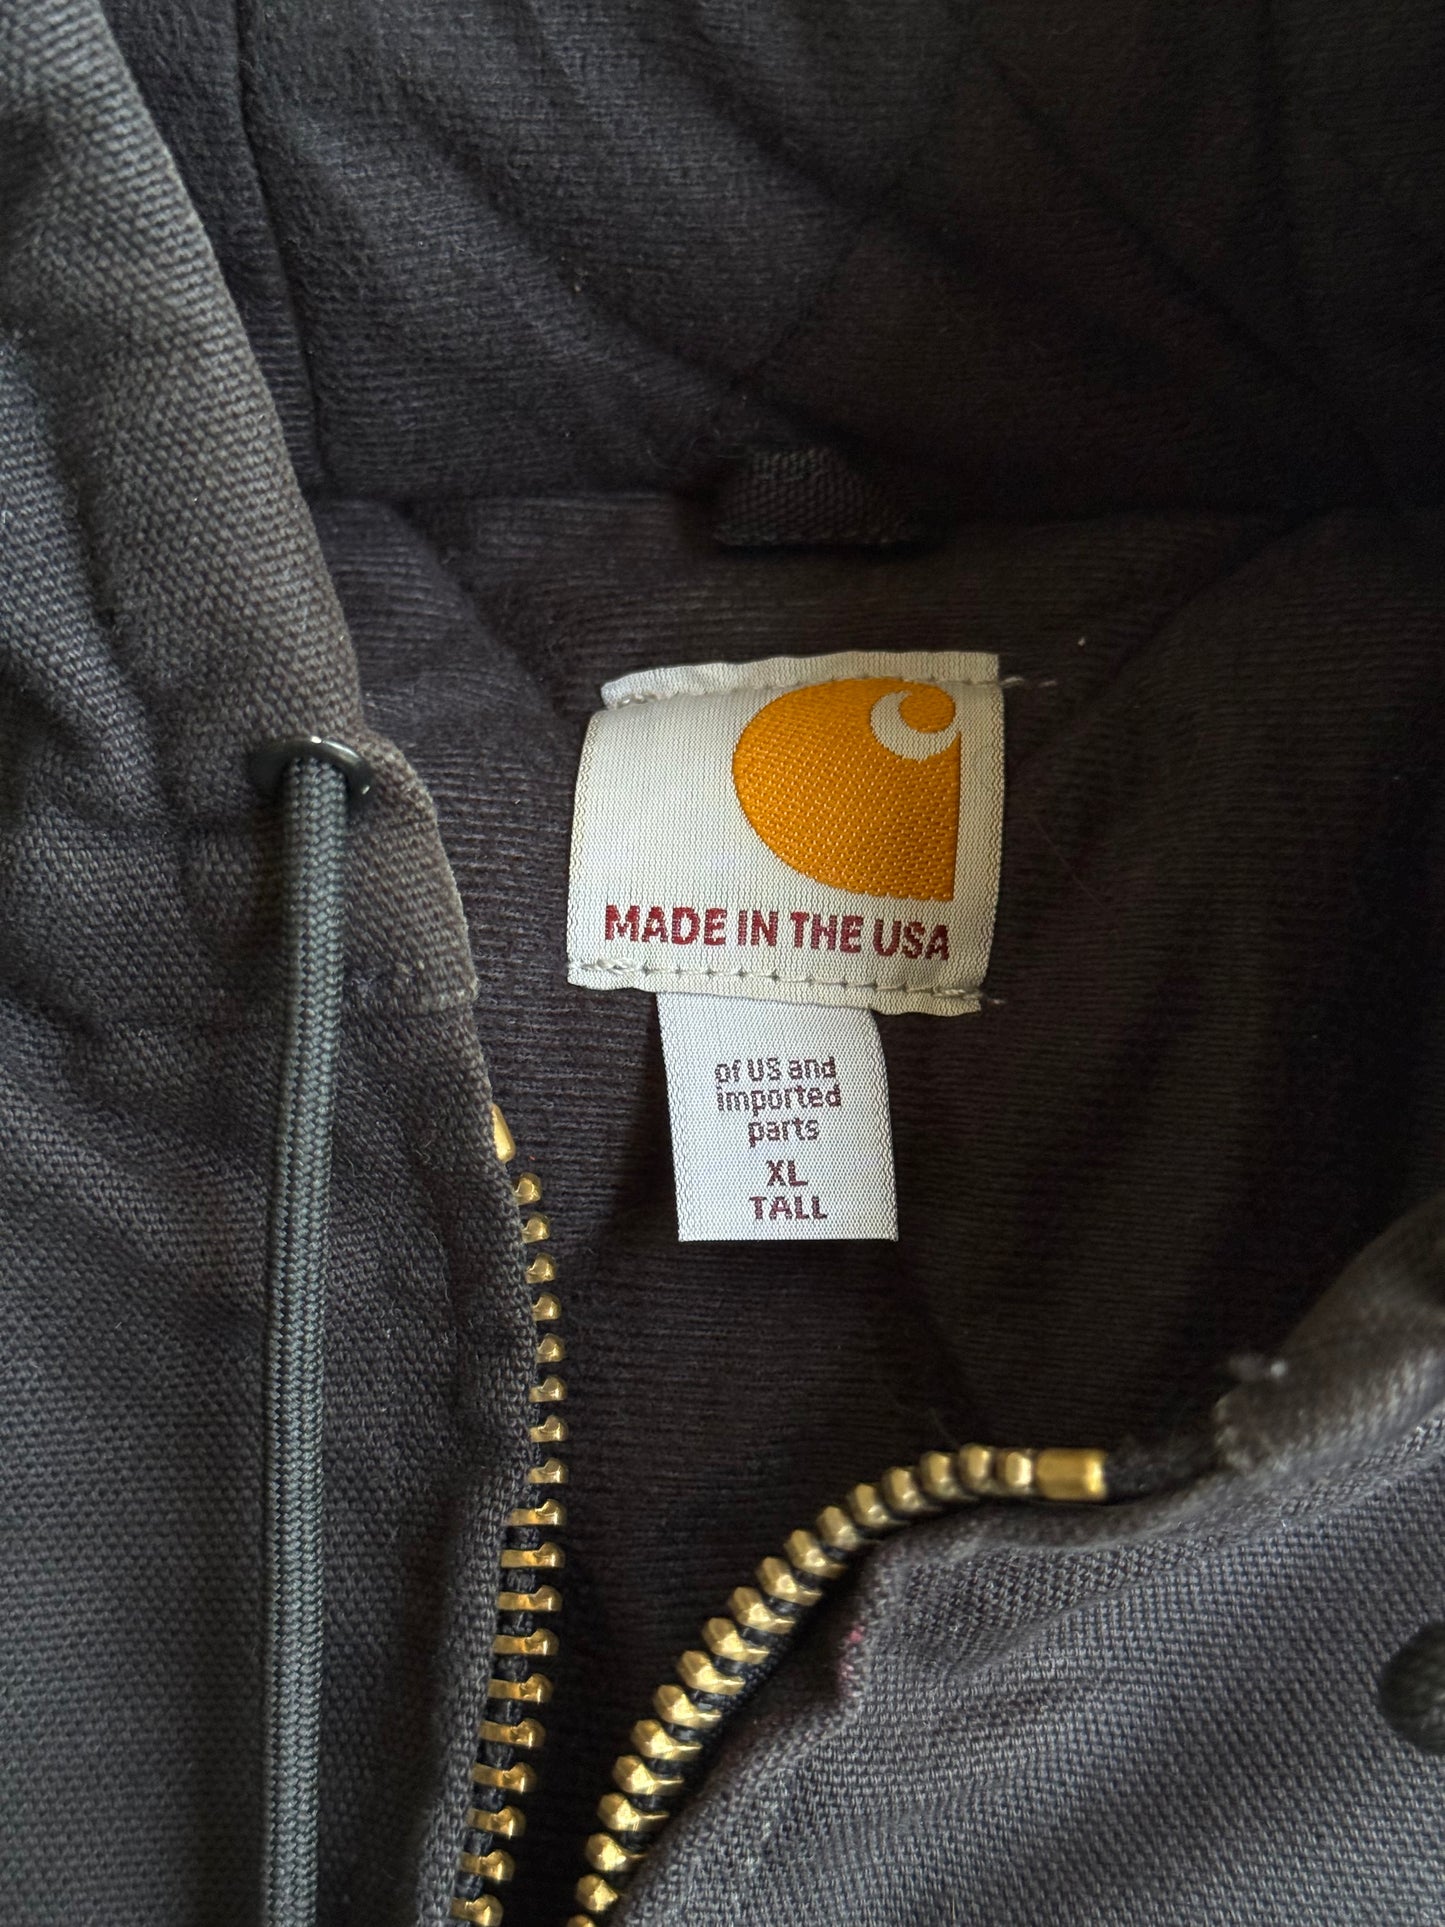 MADE IN THE USA
of US and
imported
parts
XL
TALL